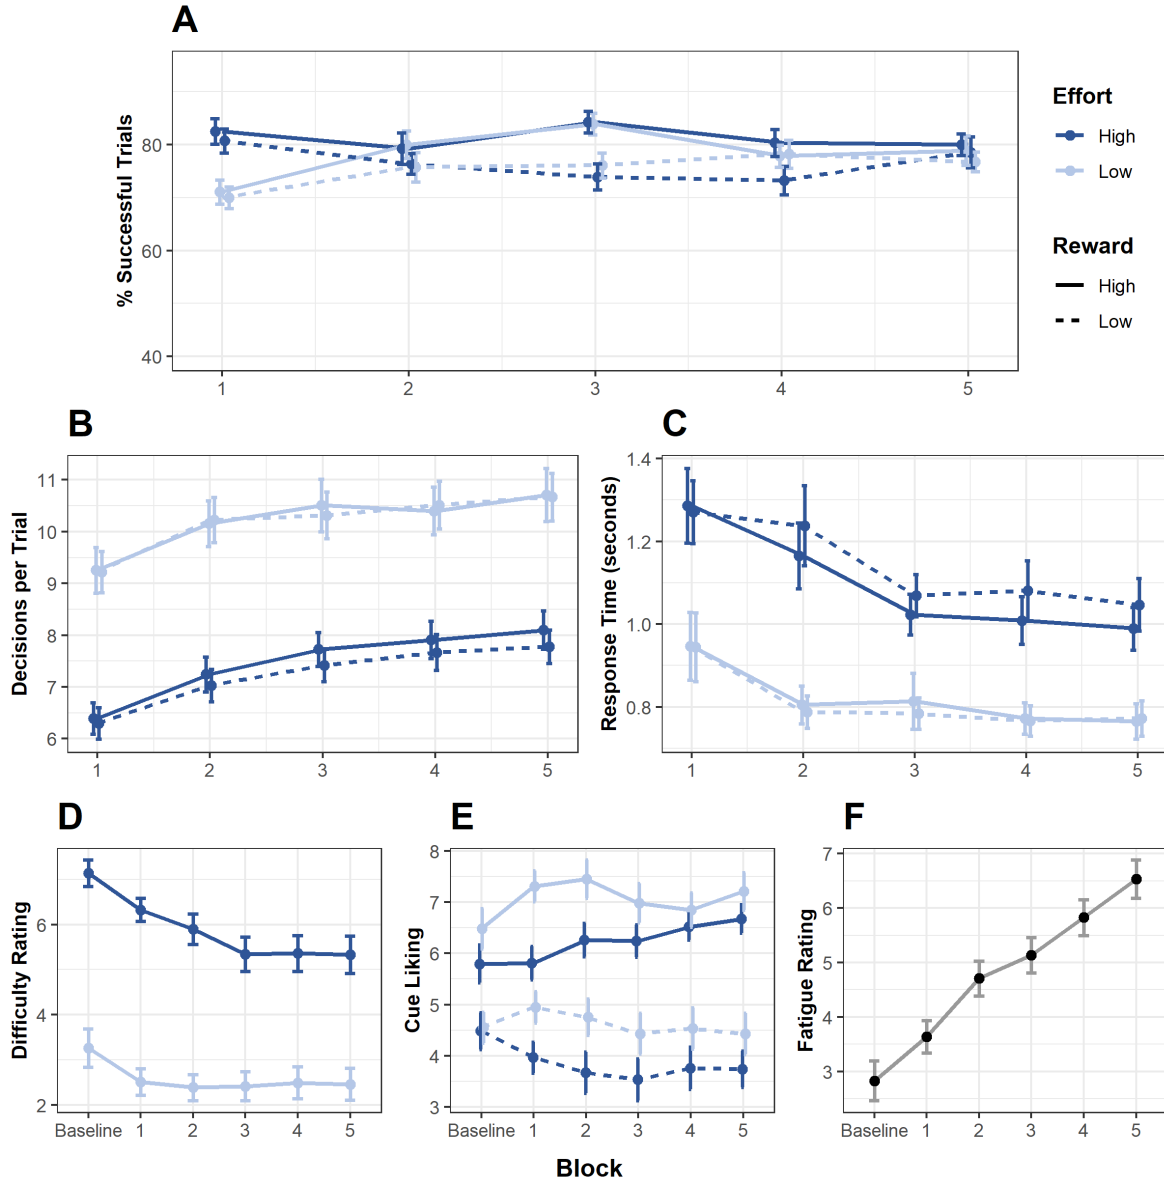 A
% Successful Trials
80
60
40
1 2 3 4 5
Effort
High
Low
Reward
High
Low
B
Decisions per Trial
11
10
9
8
7
6
1 2 3 4 5
C
Response Time (seconds)
1.4
1.2
1.0
0.8
1 2 3 4 5
D
Difficulty Rating
6
4
2
Baseline 1 2 3 4 5
E
Cue Liking
8
7
6
5
4
3
Baseline 1 2 3 4 5
F
Fatigue Rating
7
6
5
4
3
Baseline 1 2 3 4 5
Block